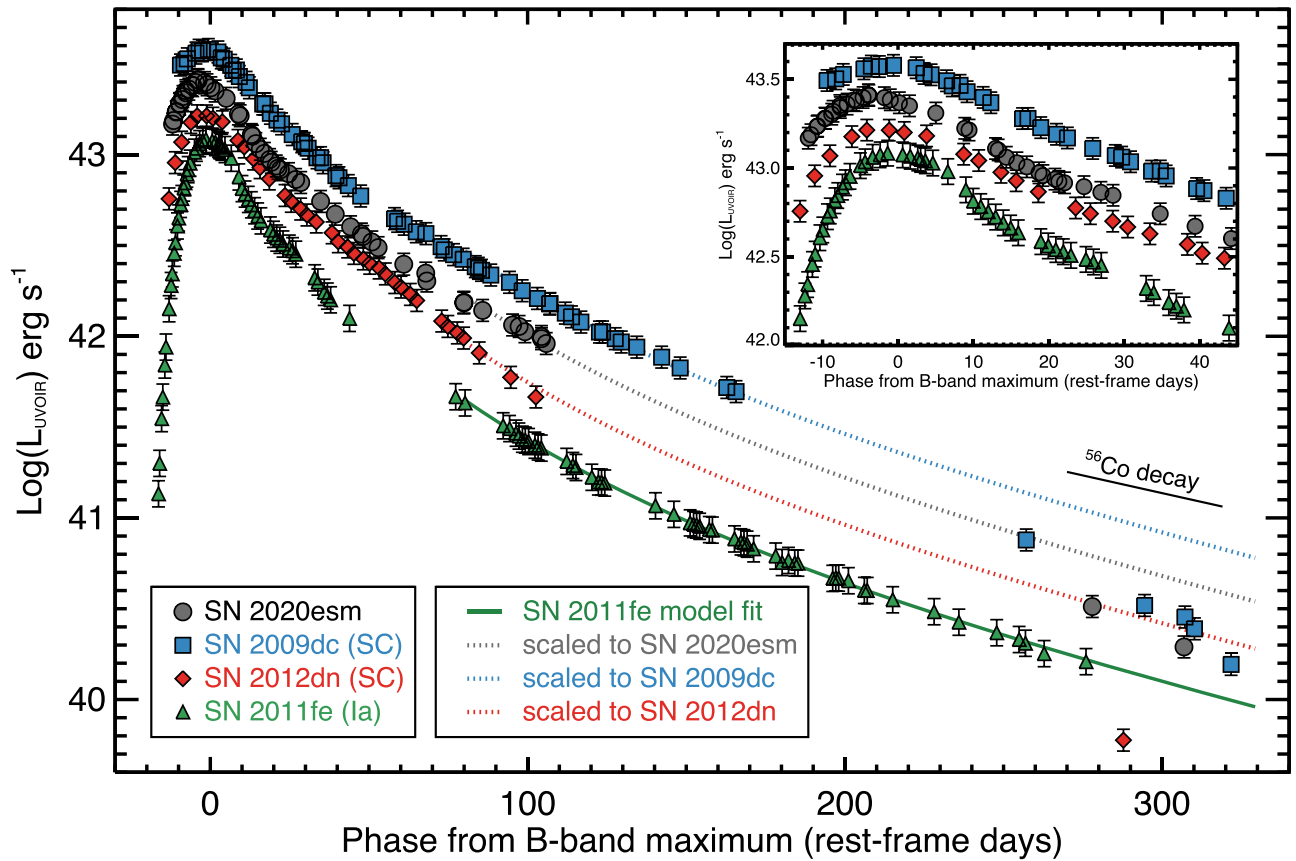 43
42
41
40
Log(L_UVOIR) erg s⁻¹
0
100
200
300
Phase from B-band maximum (rest-frame days)
43.5
43.0
42.5
42.0
Log(L_UVOIR) erg s⁻¹
-10
0
10
20
30
40
Phase from B-band maximum (rest-frame days)
⁵⁶Co decay
SN 2020esm
SN 2009dc (SC)
SN 2012dn (SC)
SN 2011fe (Ia)
SN 2011fe model fit
scaled to SN 2020esm
scaled to SN 2009dc
scaled to SN 2012dn